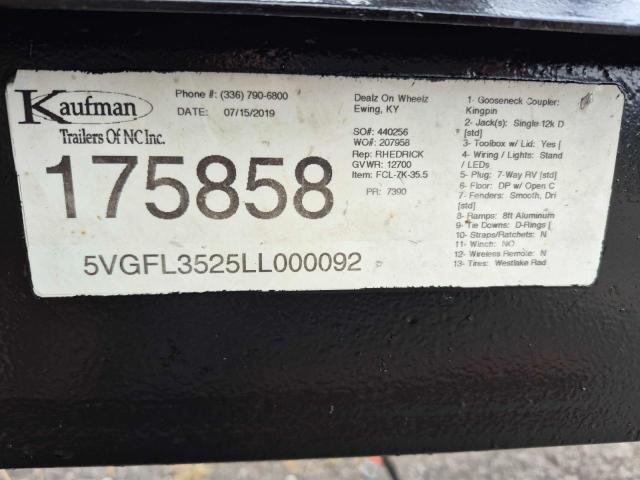 Kaufman
Trailers Of NC Inc.
Phone #: (336) 790-6800
DATE: 07/15/2019
175858
5VGFL3525LL000092
Dealz On Wheelz
Ewing, KY
SO#: 440256
WO#: 207958
Rep: RHEDRICK
GVWR: 12700
Item: FCL-7K-35.5
PR: 7390
1- Gooseneck Coupler:
Kingpin
2- Jack(s): Single-12k D
[std]
3- Toolbox w/ Lid: Yes [
4- Wiring / Lights: Stand
/ LEDs
5- Plug: 7-Way RV [std]
6- Floor: DP w/ Open C
7- Fenders: Smooth, Dri
[std]
8- Ramps: 8ft Aluminum
9- Tie Downs: D-Rings [
10- Straps/Ratchets: N
11- Winch: NO
12- Wireless Remote: N
13- Tires: Westlake Rad